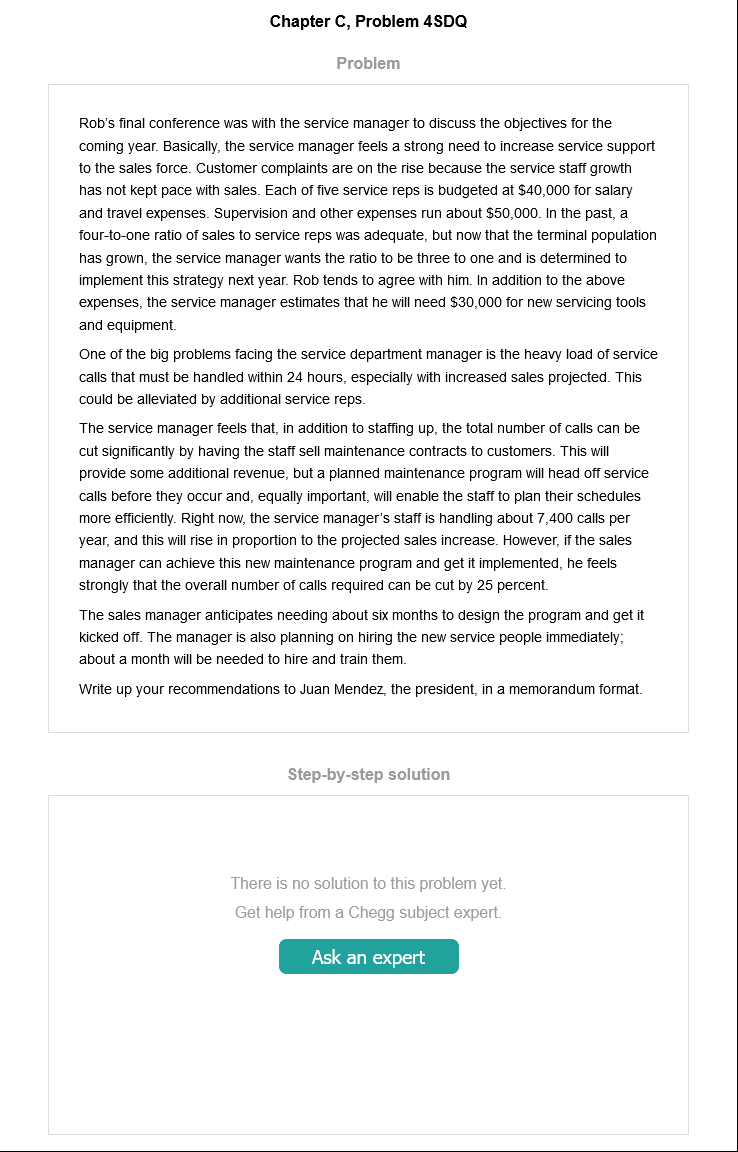 Chapter C, Problem 4SDQ
Problem
Rob's final conference was with the service manager to discuss the objectives for the
coming year. Basically, the service manager feels a strong need to increase service support
to the sales force. Customer complaints are on the rise because the service staff growth
has not kept pace with sales. Each of five service reps is budgeted at $40,000 for salary
and travel expenses. Supervision and other expenses run about $50,000. In the past, a
four-to-one ratio of sales to service reps was adequate, but now that the terminal population
has grown, the service manager wants the ratio to be three to one and is determined to
implement this strategy next year. Rob tends to agree with him. In addition to the above
expenses, the service manager estimates that he will need $30,000 for new servicing tools
and equipment.
One of the big problems facing the service department manager is the heavy load of service
calls that must be handled within 24 hours, especially with increased sales projected. This
could be alleviated by additional service reps.
The service manager feels that, in addition to staffing up, the total number of calls can be
cut significantly by having the staff sell maintenance contracts to customers. This will
provide some additional revenue, but a planned maintenance program will head off service
calls before they occur and, equally important, will enable the staff to plan their schedules
more efficiently. Right now, the service manager's staff is handling about 7,400 calls per
year, and this will rise in proportion to the projected sales increase. However, if the sales
manager can achieve this new maintenance program and get it implemented, he feels
strongly that the overall number of calls required can be cut by 25 percent.
The sales manager anticipates needing about six months to design the program and get it
kicked off. The manager is also planning on hiring the new service people immediately;
about a month will be needed to hire and train them.
Write up your recommendations to Juan Mendez, the president, in a memorandum format.
Step-by-step solution
There is no solution to this problem yet.
Get help from a Chegg subject expert.
Ask an expert